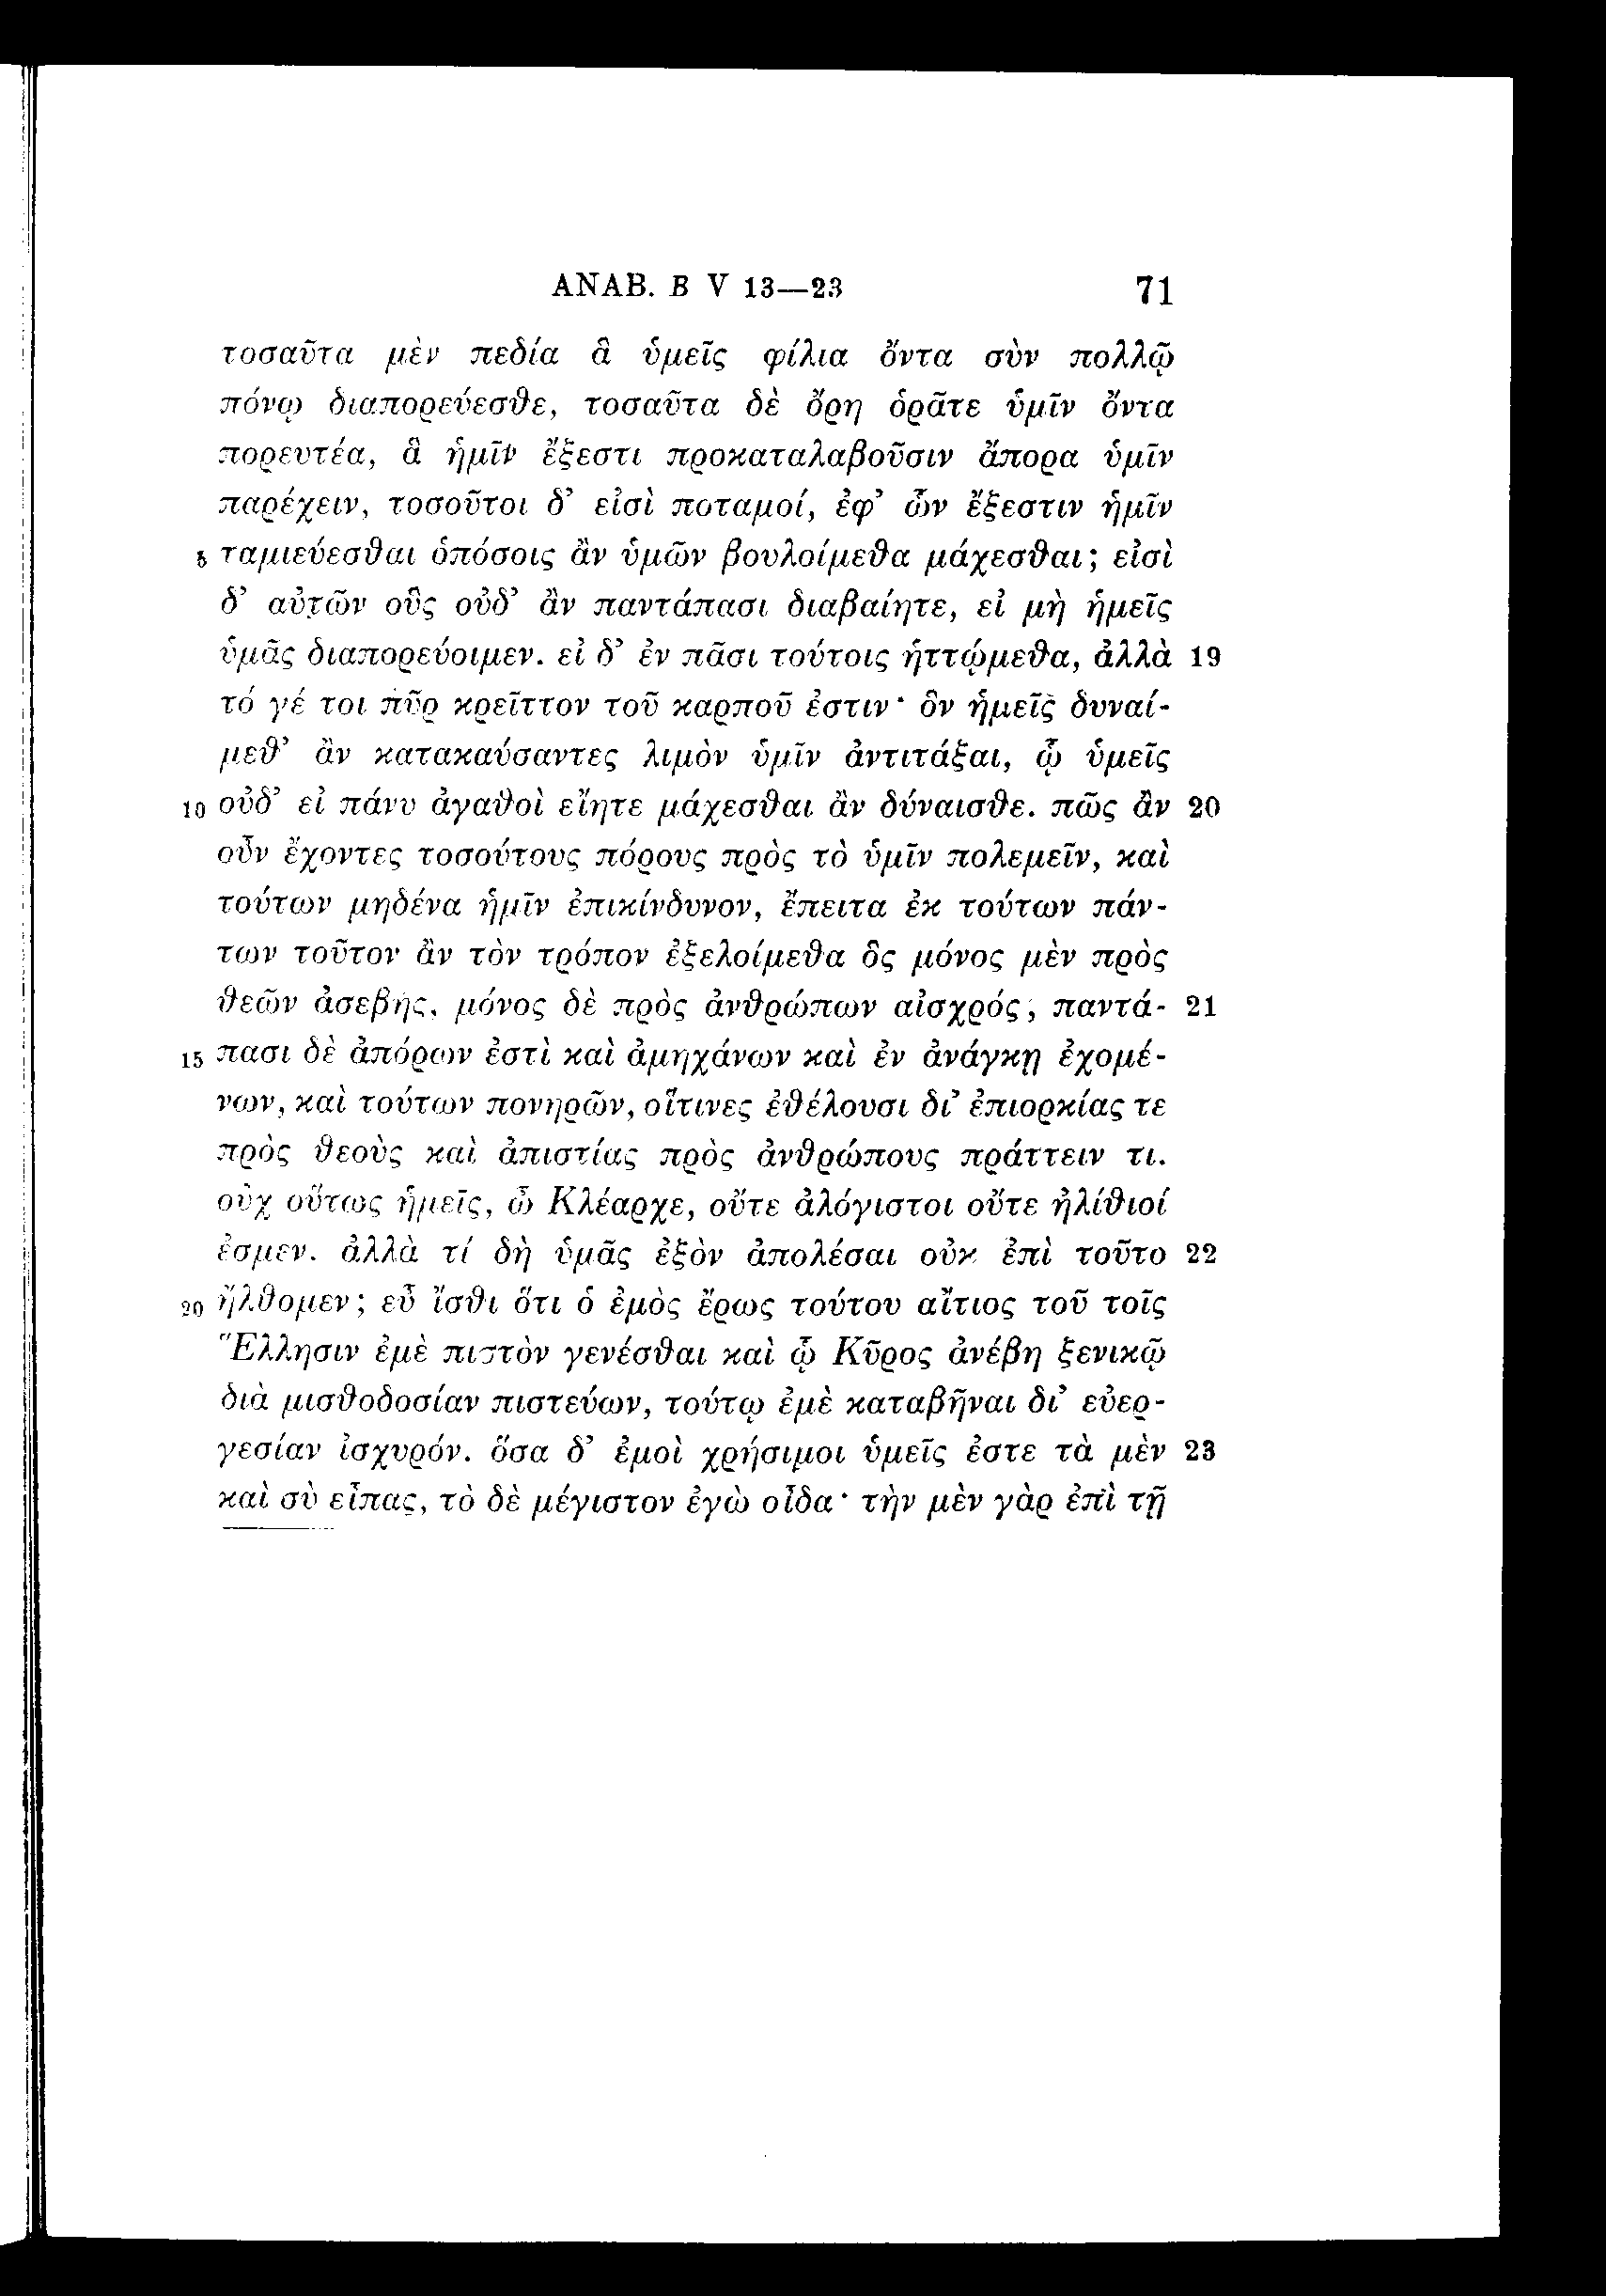 ANAB. B V 13—23 71
τοσαῦτα μὲν πεδία ἃ ὑμεῖς φίλια ὄντα σὺν πολλῷ
πόνῳ διαπορεύεσθε, τοσαῦτα δὲ ὄρη ὁρᾶτε ὑμῖν ὄντα
πορευτέα, ἃ ἡμῖν ἔξεστι προκαταλαβοῦσιν ἄπορα ὑμῖν
παρέχειν, τοσοῦτοι δ’ εἰσὶ ποταμοί, ἐφ’ ὧν ἔξεστιν ἡμῖν
5 ταμιεύεσθαι ὁπόσοις ἂν ὑμῶν βουλοίμεθα μάχεσθαι; εἰσὶ
δ’ αὐτῶν οὓς οὐδ’ ἂν παντάπασι διαβαίητε, εἰ μὴ ἡμεῖς
ὑμᾶς διαπορεύοιμεν. εἰ δ’ ἐν πᾶσι τούτοις ἡττῴμεθα, ἀλλὰ 19
τό γέ τοι πῦρ κρεῖττον τοῦ καρποῦ ἐστιν· ὃν ἡμεῖς δυναί-
μεθ’ ἂν κατακαύσαντες λιμὸν ὑμῖν ἀντιτάξαι, ᾧ ὑμεῖς
10 οὐδ’ εἰ πάνυ ἀγαθοὶ εἴητε μάχεσθαι ἂν δύναισθε. πῶς ἂν 20
οὖν ἔχοντες τοσούτους πόρους πρὸς τὸ ὑμῖν πολεμεῖν, καὶ
τούτων μηδένα ἡμῖν ἐπικίνδυνον, ἔπειτα ἐκ τούτων πάν-
των τοῦτον ἂν τὸν τρόπον ἐξελοίμεθα ὃς μόνος μὲν πρὸς
θεῶν ἀσεβής, μόνος δὲ πρὸς ἀνθρώπων αἰσχρός; παντά- 21
15 πασι δὲ ἀπόρων ἐστὶ καὶ ἀμηχάνων καὶ ἐν ἀνάγκῃ ἐχομέ-
νων, καὶ τούτων πονηρῶν, οἵτινες ἐθέλουσι δι’ ἐπιορκίας τε
πρὸς θεοὺς καὶ ἀπιστίας πρὸς ἀνθρώπους πράττειν τι.
οὐχ οὕτως ἡμεῖς, ὦ Κλέαρχε, οὔτε ἀλόγιστοι οὔτε ἠλίθιοί
ἐσμεν. ἀλλὰ τί δὴ ὑμᾶς ἐξὸν ἀπολέσαι οὐκ ἐπὶ τοῦτο 22
20 ἤλθομεν; εὖ ἴσθι ὅτι ὁ ἐμὸς ἔρως τούτου αἴτιος τοῦ τοῖς
Ἕλλησιν ἐμὲ πιστὸν γενέσθαι καὶ ᾧ Κῦρος ἀνέβη ξενικῷ
διὰ μισθοδοσίαν πιστεύων, τούτῳ ἐμὲ καταβῆναι δι’ εὐερ-
γεσίαν ἰσχυρόν. ὅσα δ’ ἐμοὶ χρήσιμοι ὑμεῖς ἐστε τὰ μὲν 23
καὶ σὺ εἶπας, τὸ δὲ μέγιστον ἐγὼ οἶδα· τὴν μὲν γὰρ ἐπὶ τῇ